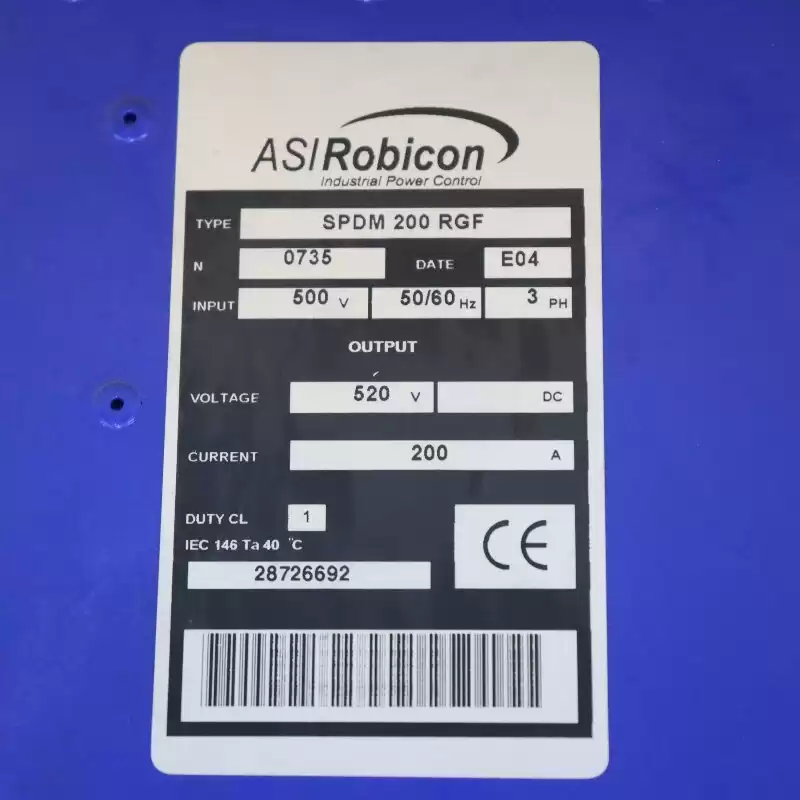 ASIRobicon
Industrial Power Control
TYPE SPDM 200 RGF
N 0735 DATE E04
INPUT 500 V 50/60 Hz 3 PH
OUTPUT
VOLTAGE 520 V DC
CURRENT 200 A
DUTY CL 1
IEC 146 Ta 40 °C
CE
28726692